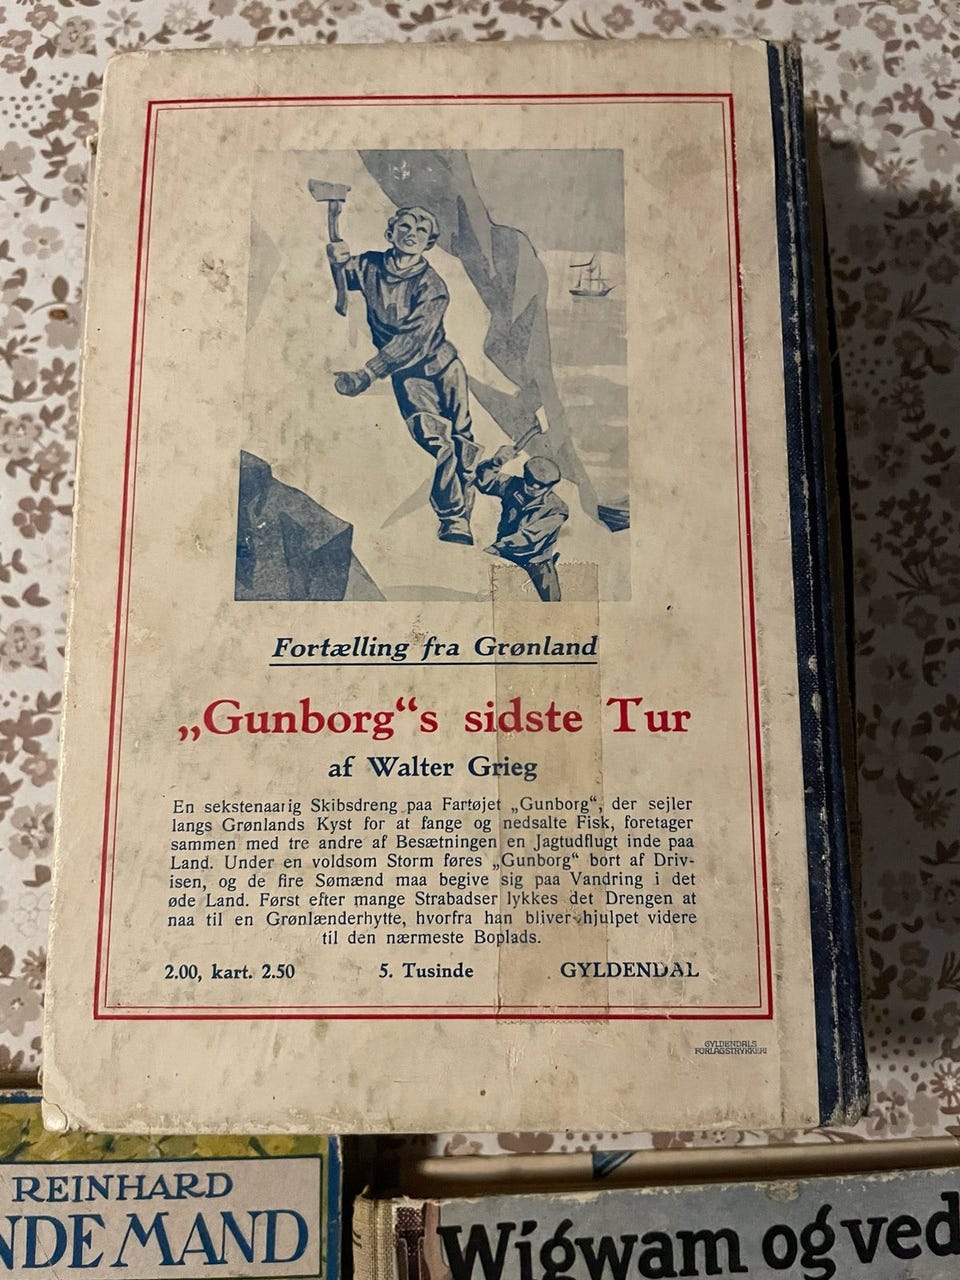 Fortælling fra Grønland
„Gunborg“s sidste Tur
af Walter Grieg
En sekstenaarig Skibsdreng paa Fartøjet „Gunborg“, der sejler
langs Grønlands Kyst for at fange og nedsalte Fisk, foretager
sammen med tre andre af Besætningen en Jagtudflugt inde paa
Land. Under en voldsom Storm føres „Gunborg“ bort af Driv-
isen, og de fire Sømænd maa begive sig paa Vandring i det
øde Land. Først efter mange Strabadser lykkes det Drengen at
naa til en Grønlænderhytte, hvorfra han bliver hjulpet videre
til den nærmeste Boplads.
2.00, kart. 2.50 5. Tusinde GYLDENDAL
GYLDENDALS
FORLAGSTRYKKERI
REINHARD
NDE MAND
Wigwam og ved